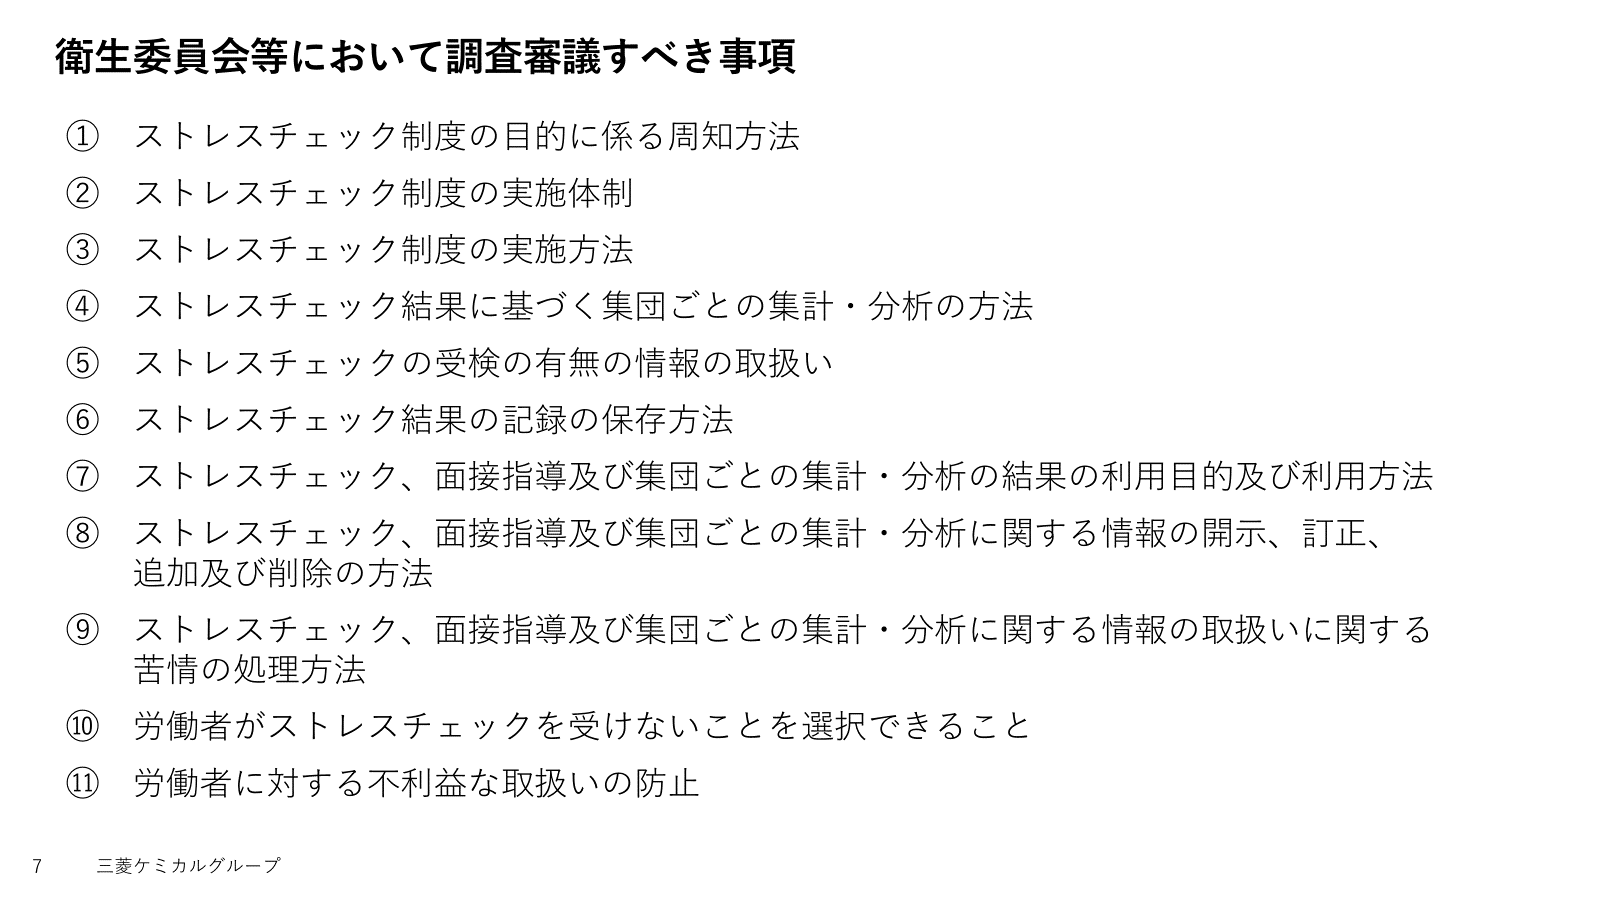 衛生委員会等において調査審議すべき事項
① ストレスチェック制度の目的に係る周知方法
② ストレスチェック制度の実施体制
③ ストレスチェック制度の実施方法
④ ストレスチェック結果に基づく集団ごとの集計・分析の方法
⑤ ストレスチェックの受検の有無の情報の取扱い
⑥ ストレスチェック結果の記録の保存方法
⑦ ストレスチェック、面接指導及び集団ごとの集計・分析の結果の利用目的及び利用方法
⑧ ストレスチェック、面接指導及び集団ごとの集計・分析に関する情報の開示、訂正、
追加及び削除の方法
⑨ ストレスチェック、面接指導及び集団ごとの集計・分析に関する情報の取扱いに関する
苦情の処理方法
⑩ 労働者がストレスチェックを受けないことを選択できること
⑪ 労働者に対する不利益な取扱いの防止
7 三菱ケミカルグループ